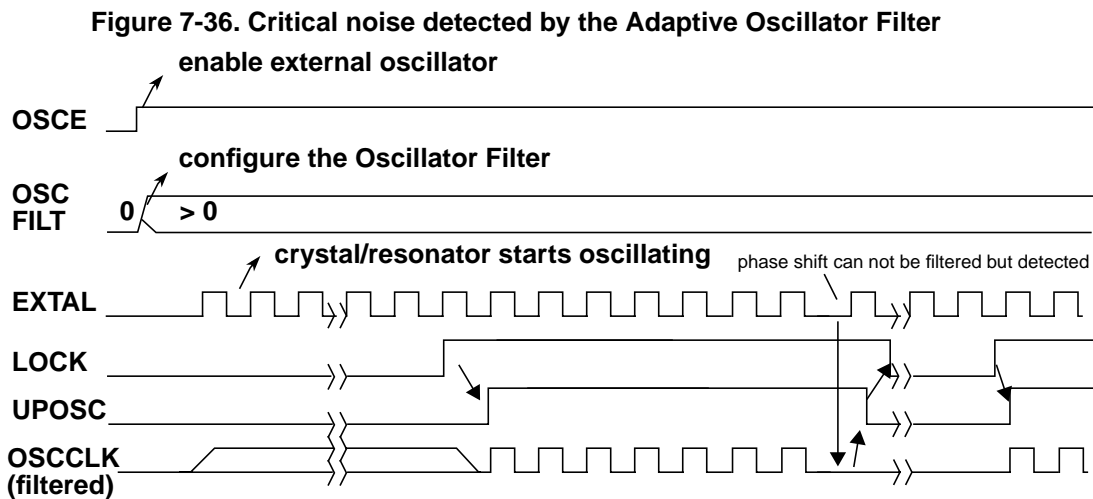 Figure 7-36. Critical noise detected by the Adaptive Oscillator Filter
enable external oscillator
OSCE
configure the Oscillator Filter
OSC
FILT
0 > 0
crystal/resonator starts oscillating
phase shift can not be filtered but detected
EXTAL
LOCK
UPOSC
OSCCLK
(filtered)